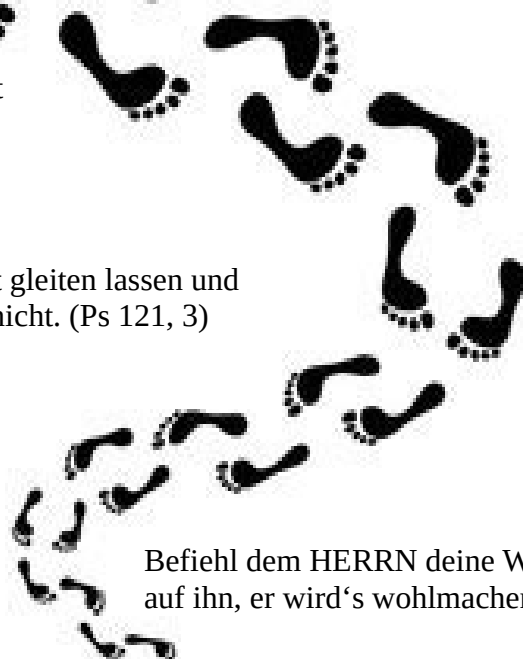 t
t gleiten lassen und
nicht. (Ps 121, 3)
Befiehl dem HERRN deine W
auf ihn, er wird‘s wohlmachen